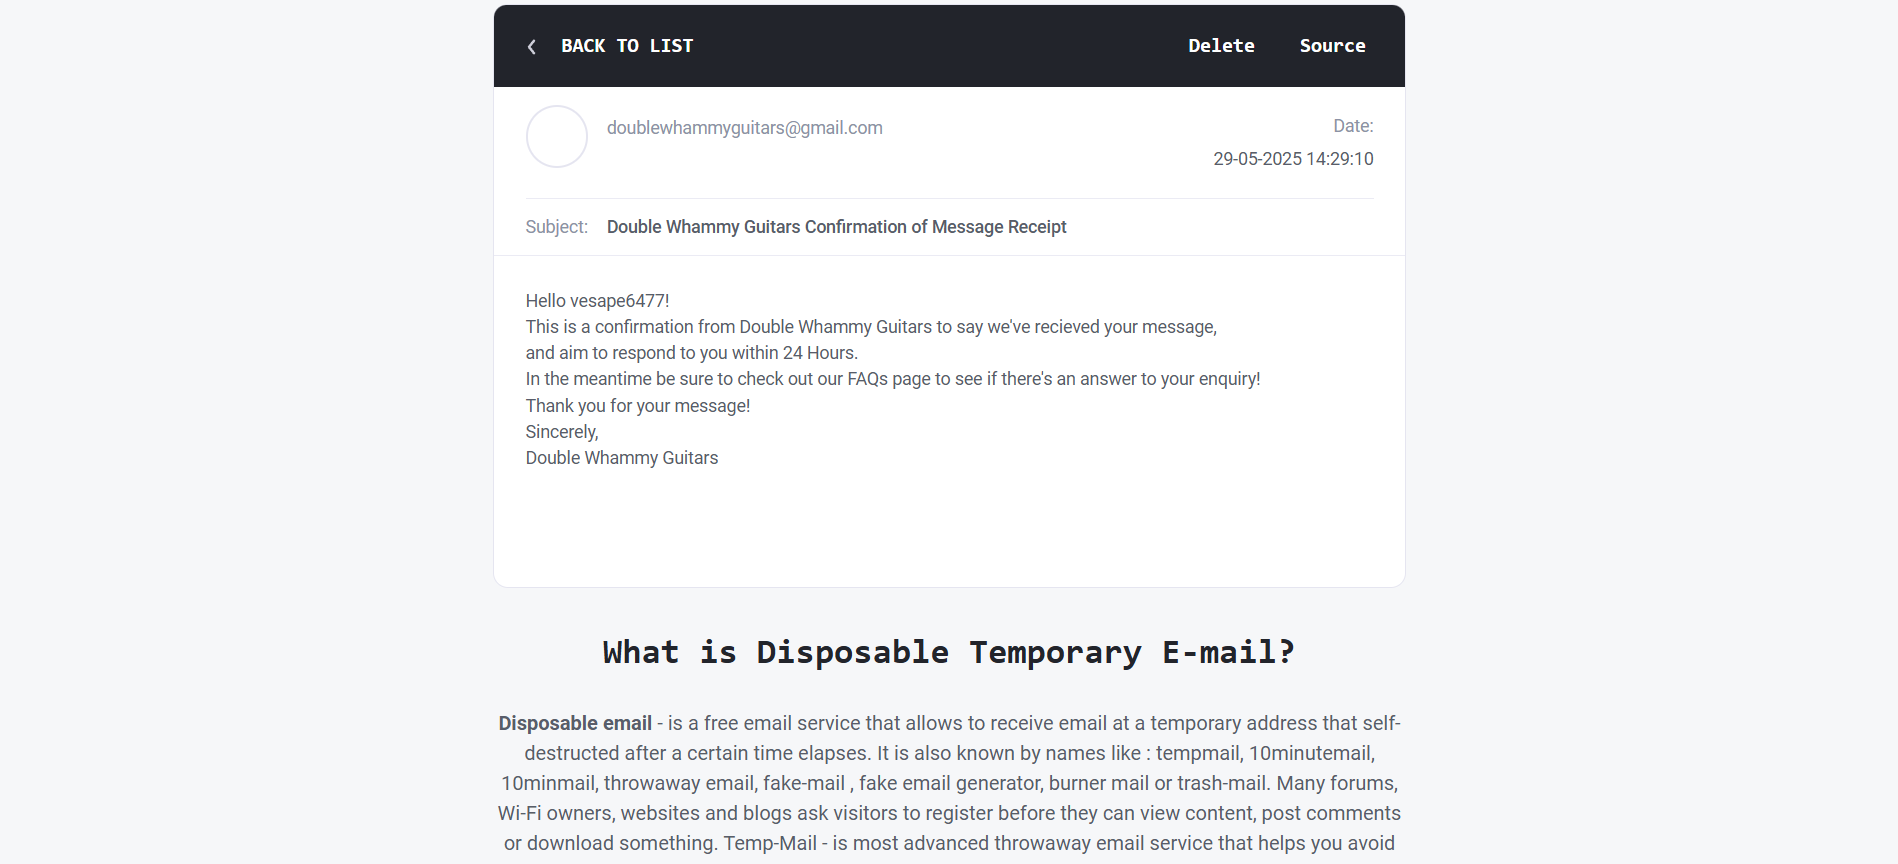 BACK TO LIST
Delete
Source
doublewhammyguitars@gmail.com
Date:
29-05-2025 14:29:10
Subject: Double Whammy Guitars Confirmation of Message Receipt
Hello vesape6477!
This is a confirmation from Double Whammy Guitars to say we've recieved your message,
and aim to respond to you within 24 Hours.
In the meantime be sure to check out our FAQs page to see if there's an answer to your enquiry!
Thank you for your message!
Sincerely,
Double Whammy Guitars
What is Disposable Temporary E-mail?
Disposable email - is a free email service that allows to receive email at a temporary address that self-
destructed after a certain time elapses. It is also known by names like : tempmail, 10minutemail,
10minmail, throwaway email, fake-mail , fake email generator, burner mail or trash-mail. Many forums,
Wi-Fi owners, websites and blogs ask visitors to register before they can view content, post comments
or download something. Temp-Mail - is most advanced throwaway email service that helps you avoid